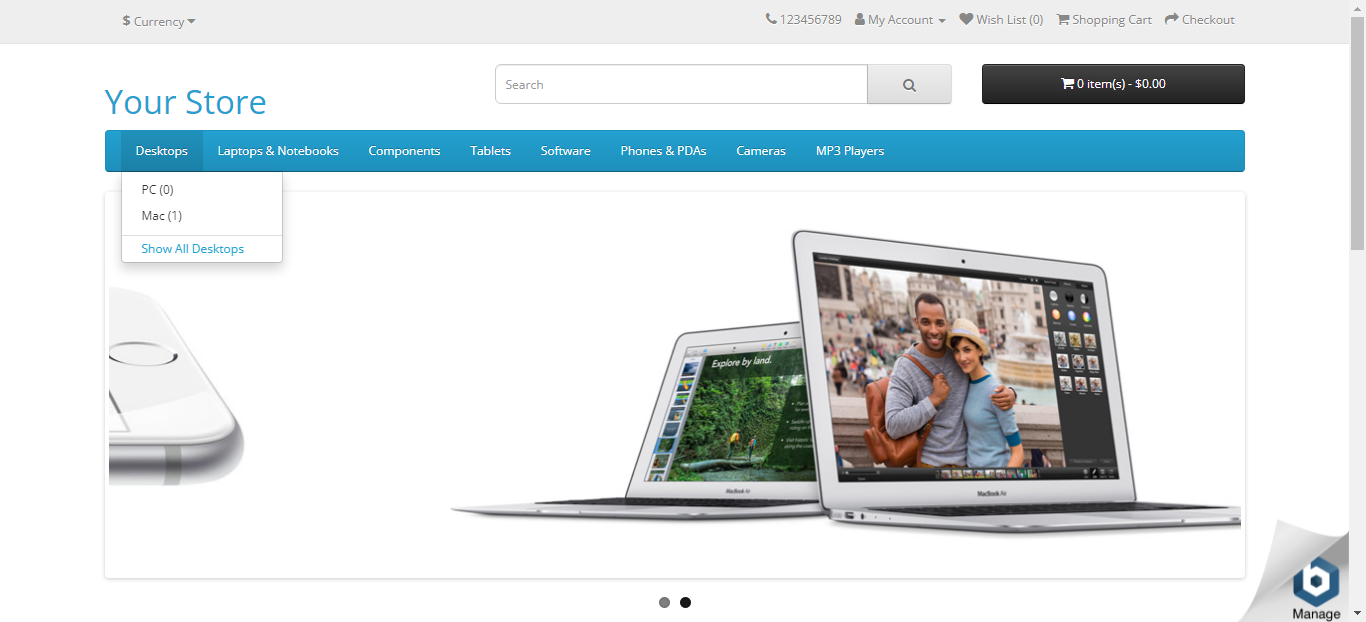 $ Currency
123456789 My Account Wish List (0) Shopping Cart Checkout
Your Store
Search
0 item(s) - $0.00
Desktops Laptops & Notebooks Components Tablets Software Phones & PDAs Cameras MP3 Players
PC (0)
Mac (1)
Show All Desktops
Explore by land.
MacBook Air
MacBook Air
Manage